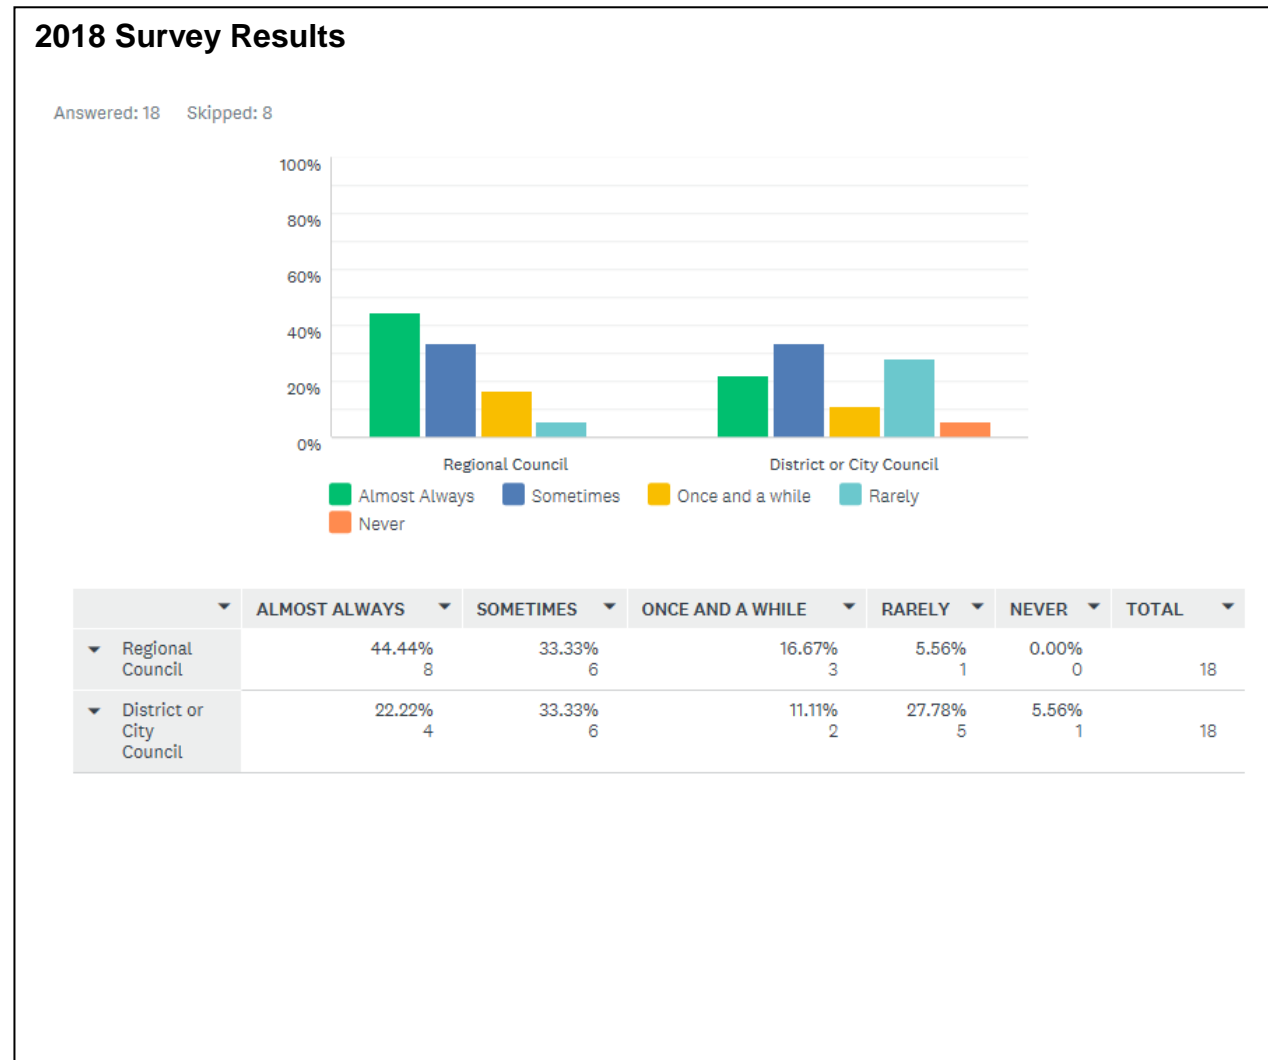 2018 Survey Results
Answered: 18 Skipped: 8
100%
80%
60%
40%
20%
0%
Regional Council District or City Council
Almost Always Sometimes Once and a while Rarely
Never
ALMOST ALWAYS SOMETIMES ONCE AND A WHILE RARELY NEVER TOTAL
Regional 44.44% 33.33% 16.67% 5.56% 0.00%
Council 8 6 3 1 0 18
District or 22.22% 33.33% 11.11% 27.78% 5.56%
City 4 6 2 5 1 18
Council